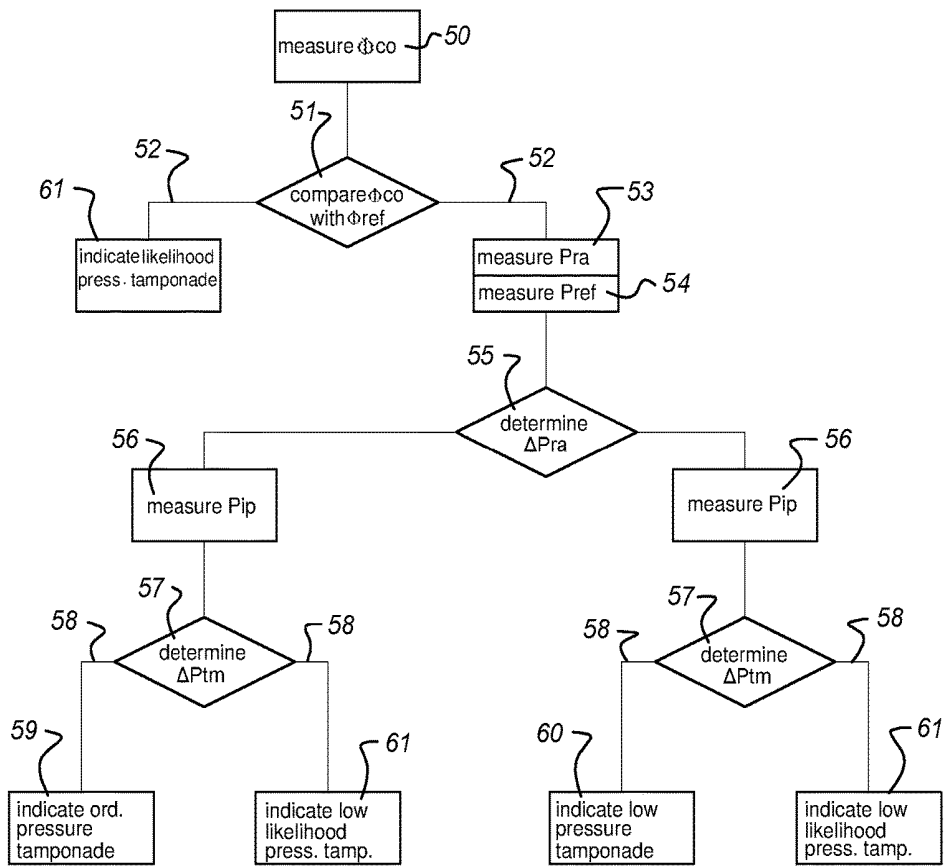 measure Φco
50
51
52
52
compare Φco
with Φref
61
53
indicate likelihood
press. tamponade
measure Pra
measure Pref
54
55
determine
ΔPra
56
56
measure Pip
measure Pip
57
57
58
58
58
58
determine
ΔPtm
determine
ΔPtm
59
61
60
61
indicate ord.
pressure
tamponade
indicate low
likelihood
press. tamp.
indicate low
pressure
tamponade
indicate low
likelihood
press. tamp.